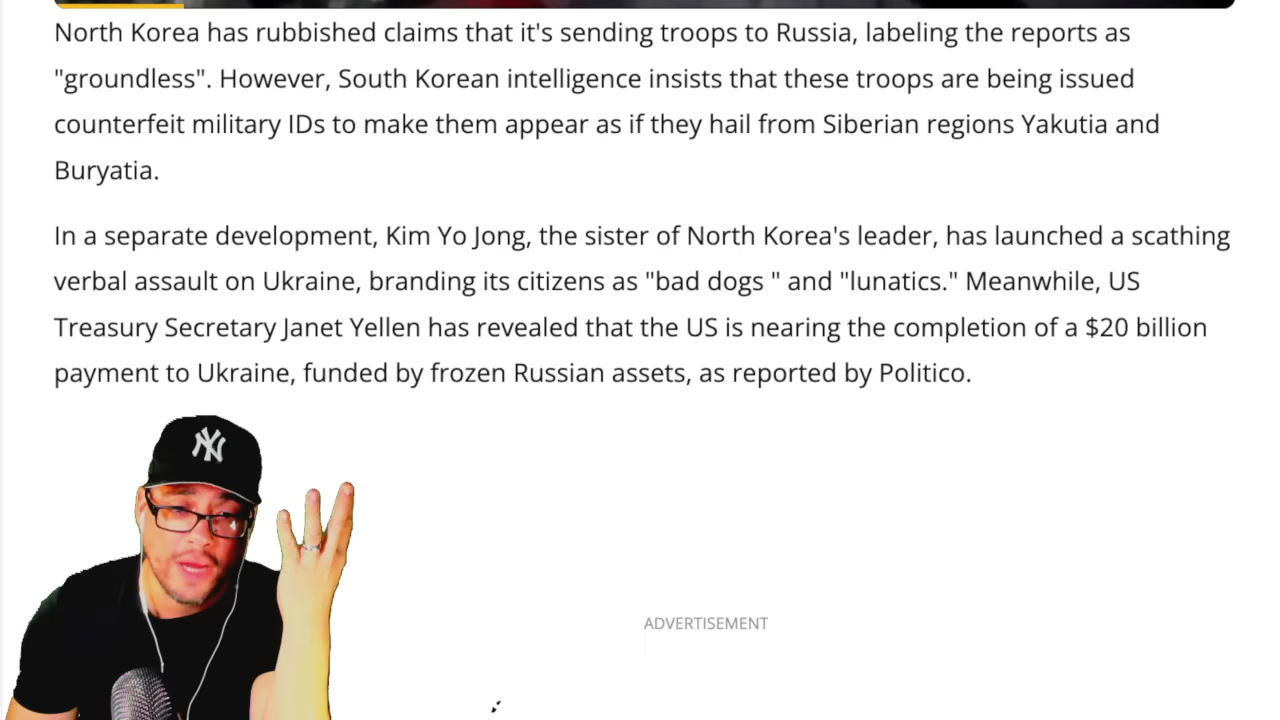 North Korea has rubbished claims that it's sending troops to Russia, labeling the reports as
"groundless". However, South Korean intelligence insists that these troops are being issued
counterfeit military IDs to make them appear as if they hail from Siberian regions Yakutia and
Buryatia.
In a separate development, Kim Yo Jong, the sister of North Korea's leader, has launched a scathing
verbal assault on Ukraine, branding its citizens as "bad dogs " and "lunatics." Meanwhile, US
Treasury Secretary Janet Yellen has revealed that the US is nearing the completion of a $20 billion
payment to Ukraine, funded by frozen Russian assets, as reported by Politico.
NY
ADVERTISEMENT